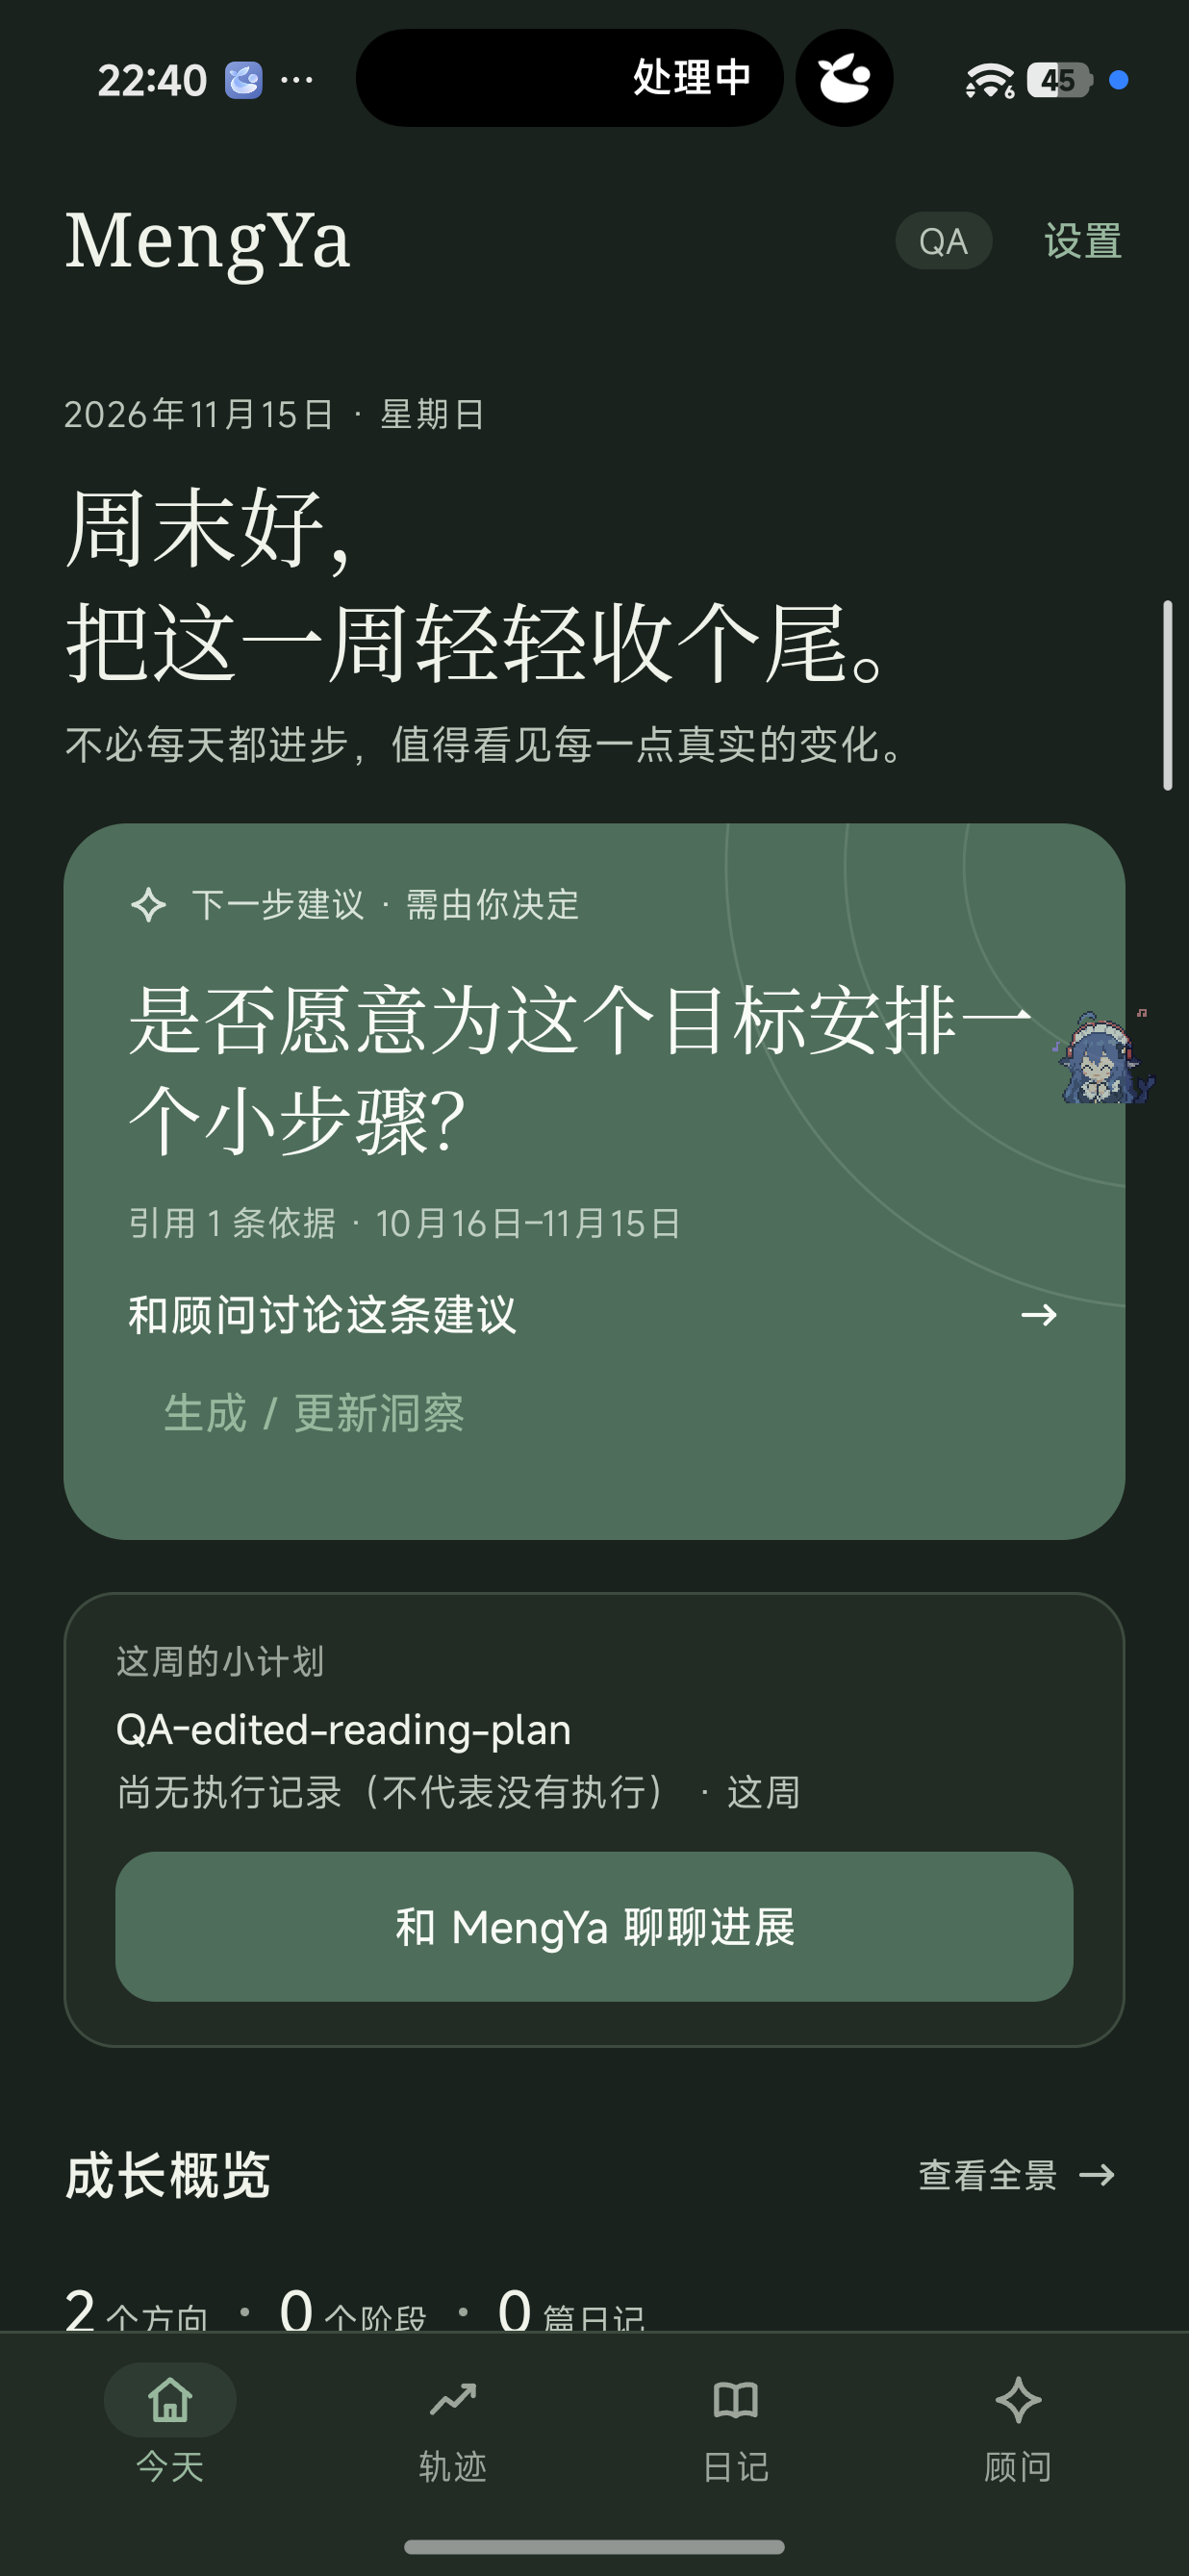 22:40 ... 处理中 6 45
MengYa QA 设置
2026年11月15日 · 星期日
周末好，
把这一周轻轻收个尾。
不必每天都进步，值得看见每一点真实的变化。
下一步建议 · 需由你决定
是否愿意为这个目标安排一
个小步骤？
引用 1 条依据 · 10月16日–11月15日
和顾问讨论这条建议 →
生成 / 更新洞察
这周的小计划
QA-edited-reading-plan
尚无执行记录（不代表没有执行） · 这周
和 MengYa 聊聊进展
成长概览 查看全景 →
2 个方向 · 0 个阶段 · 0 篇日记
今天 轨迹 日记 顾问